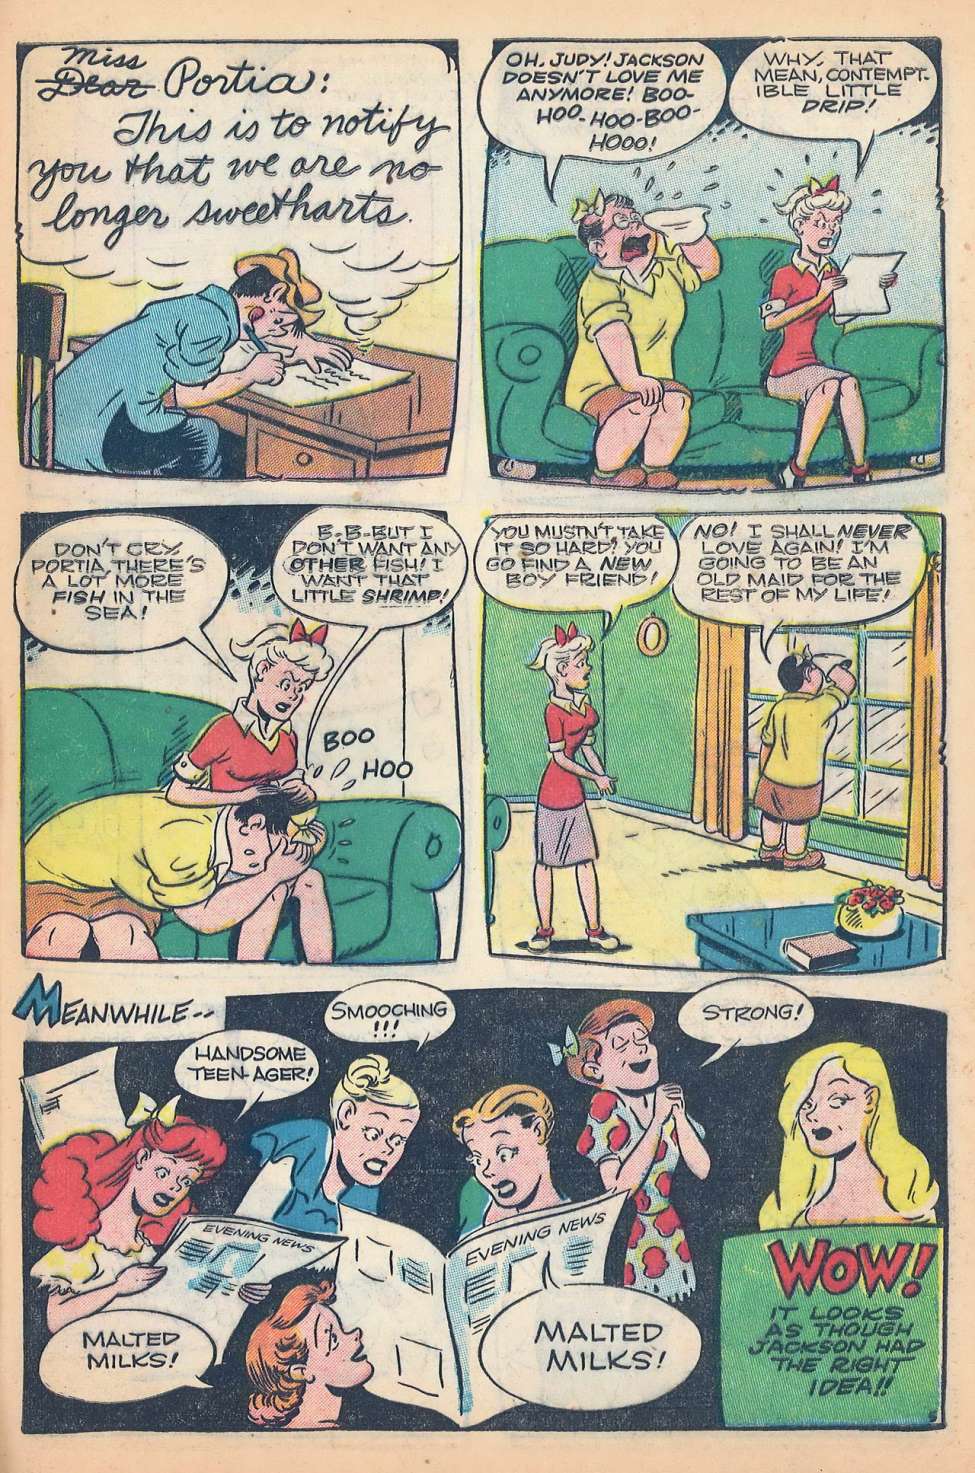 Miss
Dear Portia:
This is to notify
you that we are no
longer sweetharts.
OH, JUDY! JACKSON
DOESN'T LOVE ME
ANYMORE! BOO-
HOO-HOO-BOO-
HOOO!
WHY, THAT
MEAN, CONTEMPT-
IBLE LITTLE
DRIP!
DON'T CRY,
PORTIA, THERE'S
A LOT MORE
FISH IN THE
SEA!
B-B-BUT I
DON'T WANT ANY
OTHER FISH! I
WANT THAT
LITTLE SHRIMP!
BOO
HOO
YOU MUSTN'T TAKE
IT SO HARD! YOU
GO FIND A NEW
BOY FRIEND!
NO! I SHALL NEVER
LOVE AGAIN! I'M
GOING TO BE AN
OLD MAID FOR THE
REST OF MY LIFE!
MEANWHILE--
HANDSOME
TEEN-AGER!
SMOOCHING
!!!
STRONG!
EVENING NEWS
EVENING NEWS
MALTED
MILKS!
MALTED
MILKS!
WOW!
IT LOOKS
AS THOUGH
JACKSON HAD
THE RIGHT
IDEA!!